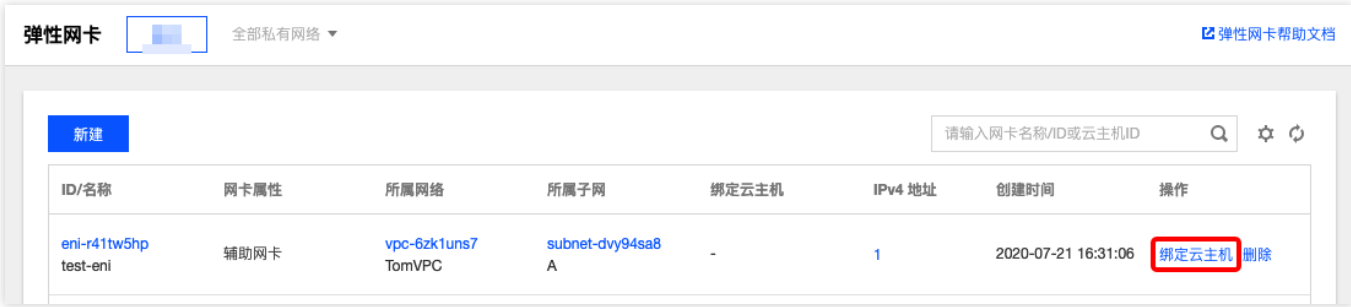 弹性网卡 全部私有网络 弹性网卡帮助文档
新建 请输入网卡名称/ID或云主机ID
ID/名称 网卡属性 所属网络 所属子网 绑定云主机 IPv4 地址 创建时间 操作
eni-r41tw5hp 辅助网卡 vpc-6zk1uns7 subnet-dvy94sa8 - 1 2020-07-21 16:31:06 绑定云主机 删除
test-eni TomVPC A